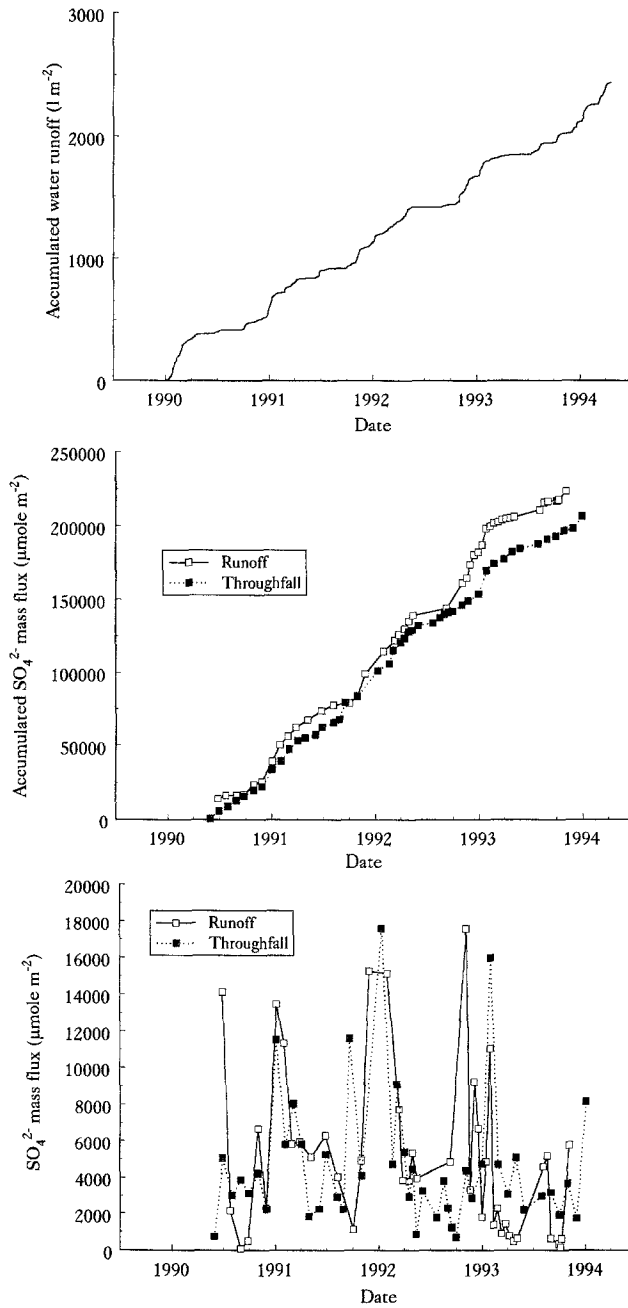 3000
2000
1000
0
Accumulated water runoff (l m⁻²)
1990 1991 1992 1993 1994
Date
250000
200000
150000
100000
50000
0
Accumulated SO₄²⁻ mass flux (μmole m⁻²)
Runoff
Throughfall
1990 1991 1992 1993 1994
Date
20000
18000
16000
14000
12000
10000
8000
6000
4000
2000
0
SO₄²⁻ mass flux (μmole m⁻²)
Runoff
Throughfall
1990 1991 1992 1993 1994
Date